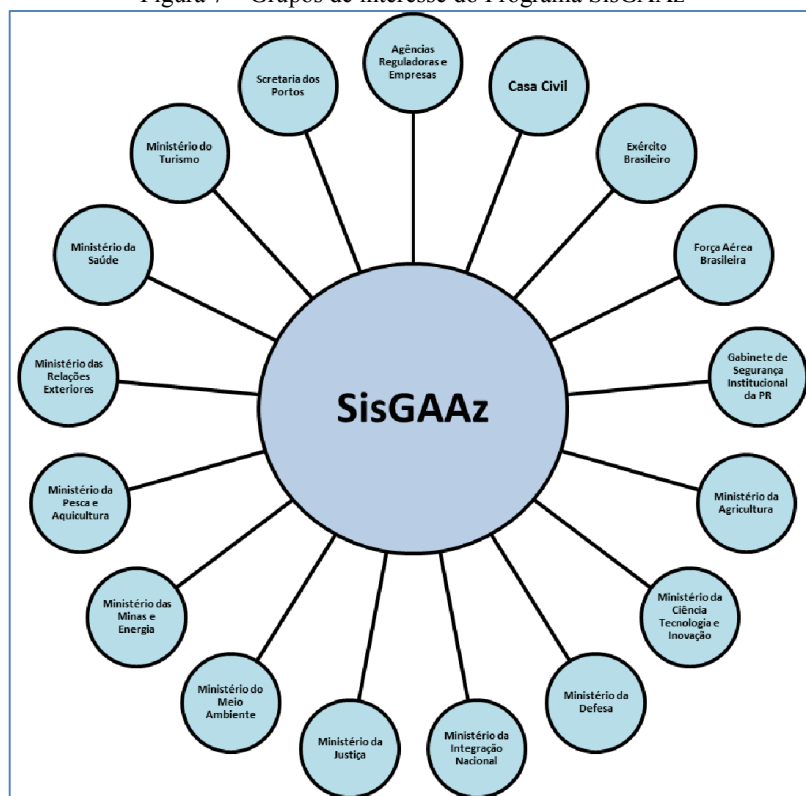 Figura 7 – Grupos de interesse do Programa SisGAAz
Agências
Reguladoras e
Empresas
Casa Civil
Exército
Brasileiro
Força Aérea
Brasileira
Gabinete de
Segurança
Institucional
da PR
Ministério da
Agricultura
Ministério da
Ciência
Tecnologia e
Inovação
Ministério da
Defesa
Ministério da
Integração
Nacional
Ministério da
Justiça
Ministério do
Meio
Ambiente
Ministério das
Minas e
Energia
Ministério da
Pesca e
Aquicultura
Ministério das
Relações
Exteriores
Ministério da
Saúde
Ministério do
Turismo
Scretaria dos
Portos
SisGAAz